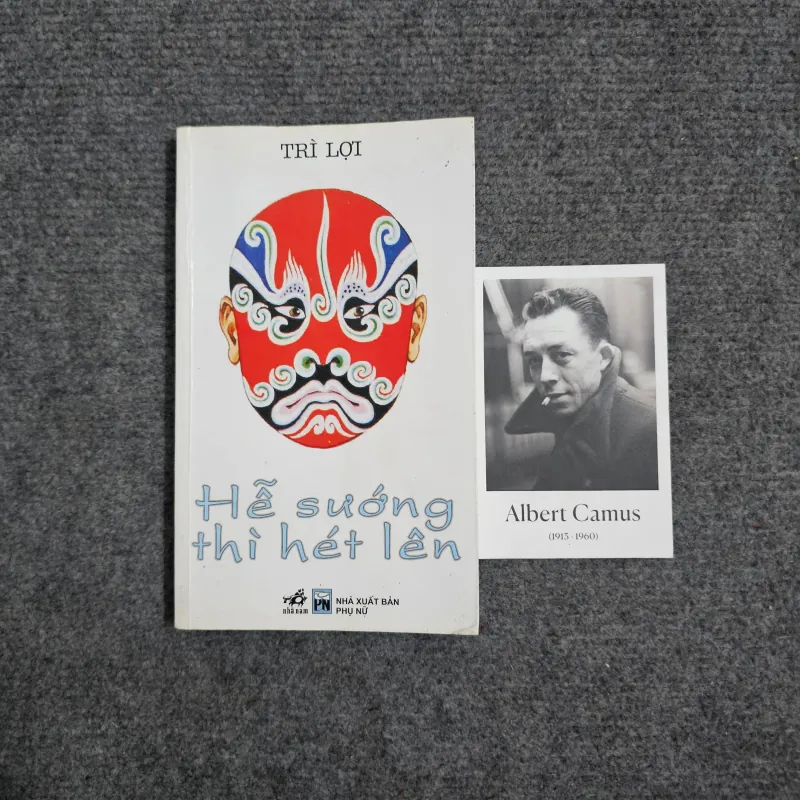 TRÌ LỢI
Hễ sướng
thì hét lên
nhã nam
PN
NHÀ XUẤT BẢN
PHỤ NỮ
Albert Camus
(1913 - 1960)